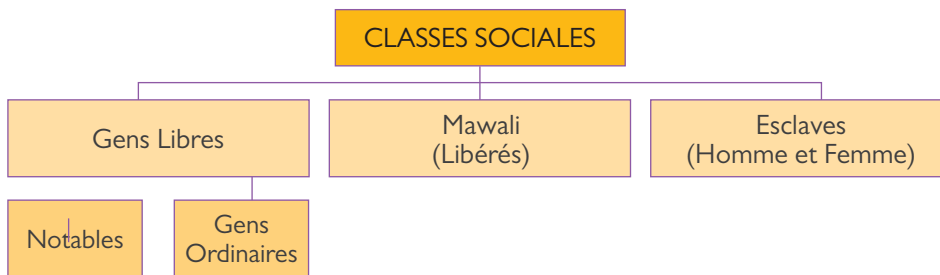 CLASSES SOCIALES
Gens Libres
Mawali
(Libérés)
Esclaves
(Homme et Femme)
Notables
Gens
Ordinaires